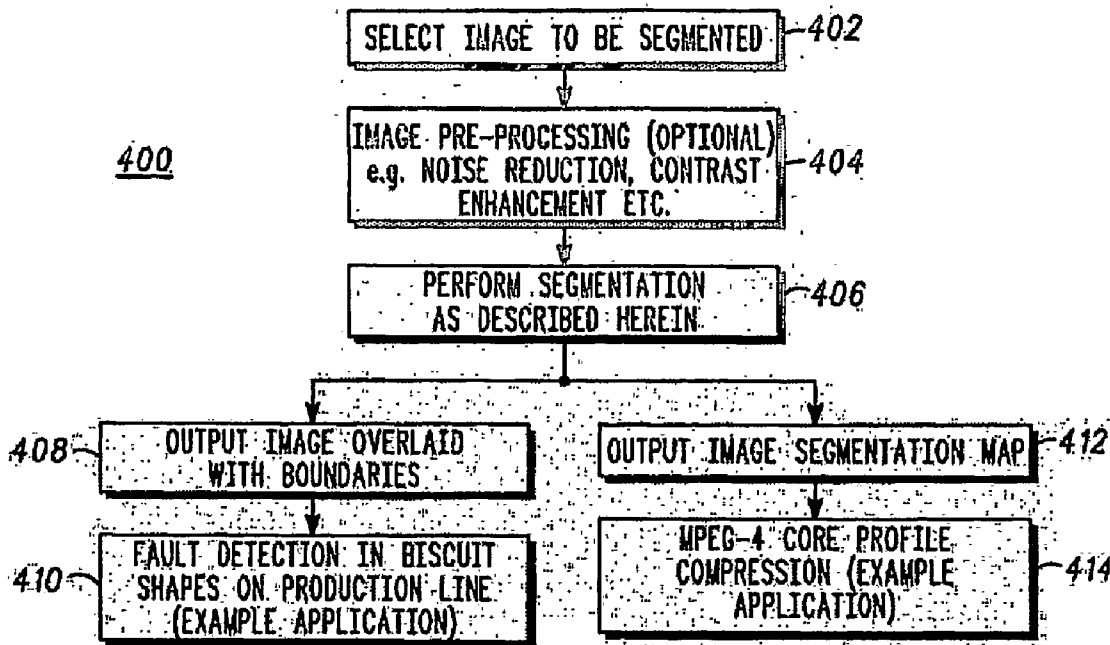 SELECT IMAGE TO BE SEGMENTED
402
400
IMAGE PRE-PROCESSING (OPTIONAL)
e.g. NOISE REDUCTION, CONTRAST
ENHANCEMENT ETC.
404
PERFORM SEGMENTATION
AS DESCRIBED HEREIN
406
408
OUTPUT IMAGE OVERLAID
WITH BOUNDARIES
OUTPUT IMAGE SEGMENTATION MAP
412
410
FAULT DETECTION IN BISCUIT
SHAPES ON PRODUCTION LINE
(EXAMPLE APPLICATION)
MPEG-4 CORE PROFILE
COMPRESSION (EXAMPLE
APPLICATION)
414